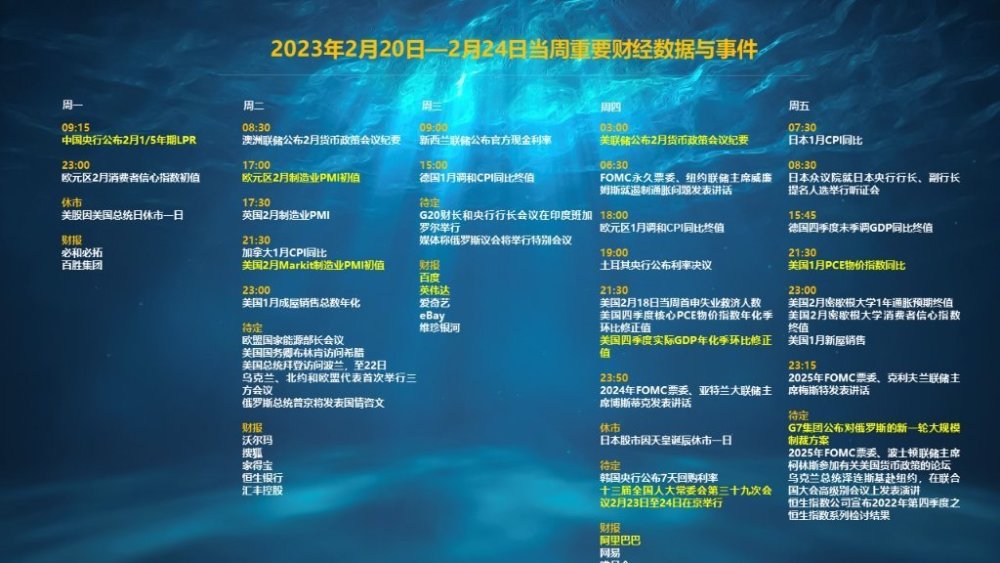 2023年2月20日—2月24日当周重要财经数据与事件
周一
09:15
中国央行公布2月1/5年期LPR
23:00
欧元区2月消费者信心指数初值
休市
美股因美国总统日休市一日
财报
必和必拓
百胜集团
周二
08:30
澳洲联储公布2月货币政策会议纪要
17:00
欧元区2月制造业PMI初值
17:30
英国2月制造业PMI
21:30
加拿大1月CPI同比
美国2月Markit制造业PMI初值
23:00
美国1月成屋销售总数年化
待定
欧盟国家能源部长会议
美国国务卿布林肯访问希腊
美国总统拜登访问波兰，至22日
乌克兰、北约和欧盟代表首次举行三
方会议
俄罗斯总统普京将发表国情咨文
财报
沃尔玛
搜狐
家得宝
恒生银行
汇丰控股
周三
09:00
新西兰联储公布官方现金利率
15:00
德国1月调和CPI同比终值
待定
G20财长和央行行长会议在印度班加
罗尔举行
媒体称俄罗斯议会将举行特别会议
财报
百度
英伟达
爱奇艺
eBay
维珍银河
周四
03:00
美联储公布2月货币政策会议纪要
06:30
FOMC永久票委、纽约联储主席威廉
姆斯就遏制通胀问题发表讲话
18:00
欧元区1月调和CPI同比终值
19:00
土耳其央行公布利率决议
21:30
美国2月18日当周首申失业救济人数
美国四季度核心PCE物价指数年化季
环比修正值
美国四季度实际GDP年化季环比修正
值
23:50
2024年FOMC票委、亚特兰大联储主
席博斯蒂克发表讲话
休市
日本股市因天皇诞辰休市一日
待定
韩国央行公布7天回购利率
十三届全国人大常委会第三十九次会
议2月23日至24日在京举行
财报
阿里巴巴
网易
周五
07:30
日本1月CPI同比
08:30
日本众议院就日本央行行长、副行长
提名人选举行听证会
15:45
德国四季度未季调GDP同比终值
21:30
美国1月PCE物价指数同比
23:00
美国2月密歇根大学1年通胀预期终值
美国2月密歇根大学消费者信心指数
终值
美国1月新屋销售
23:15
2025年FOMC票委、克利夫兰联储主
席梅斯特发表讲话
待定
G7集团公布对俄罗斯的新一轮大规模
制裁方案
2025年FOMC票委、波士顿联储主席
柯林斯参加有关美国货币政策的论坛
乌克兰总统泽连斯基赴纽约，在联合
国大会高级别会议上发表演讲
恒生指数公司宣布2022年第四季度之
恒生指数系列检讨结果